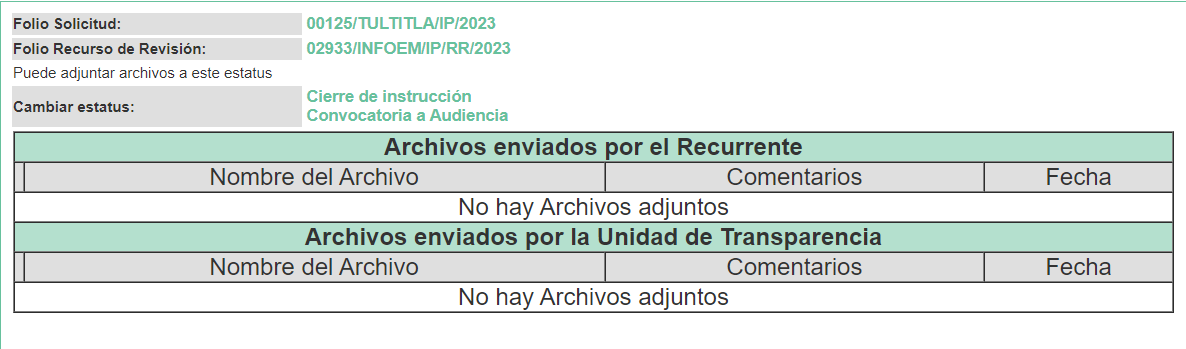 Folio Solicitud: 00125/TULTITLA/IP/2023
Folio Recurso de Revisión: 02933/INFOEM/IP/RR/2023
Puede adjuntar archivos a este estatus
Cambiar estatus: Cierre de instrucción
Convocatoria a Audiencia
Archivos enviados por el Recurrente
Nombre del Archivo Comentarios Fecha
No hay Archivos adjuntos
Archivos enviados por la Unidad de Transparencia
Nombre del Archivo Comentarios Fecha
No hay Archivos adjuntos